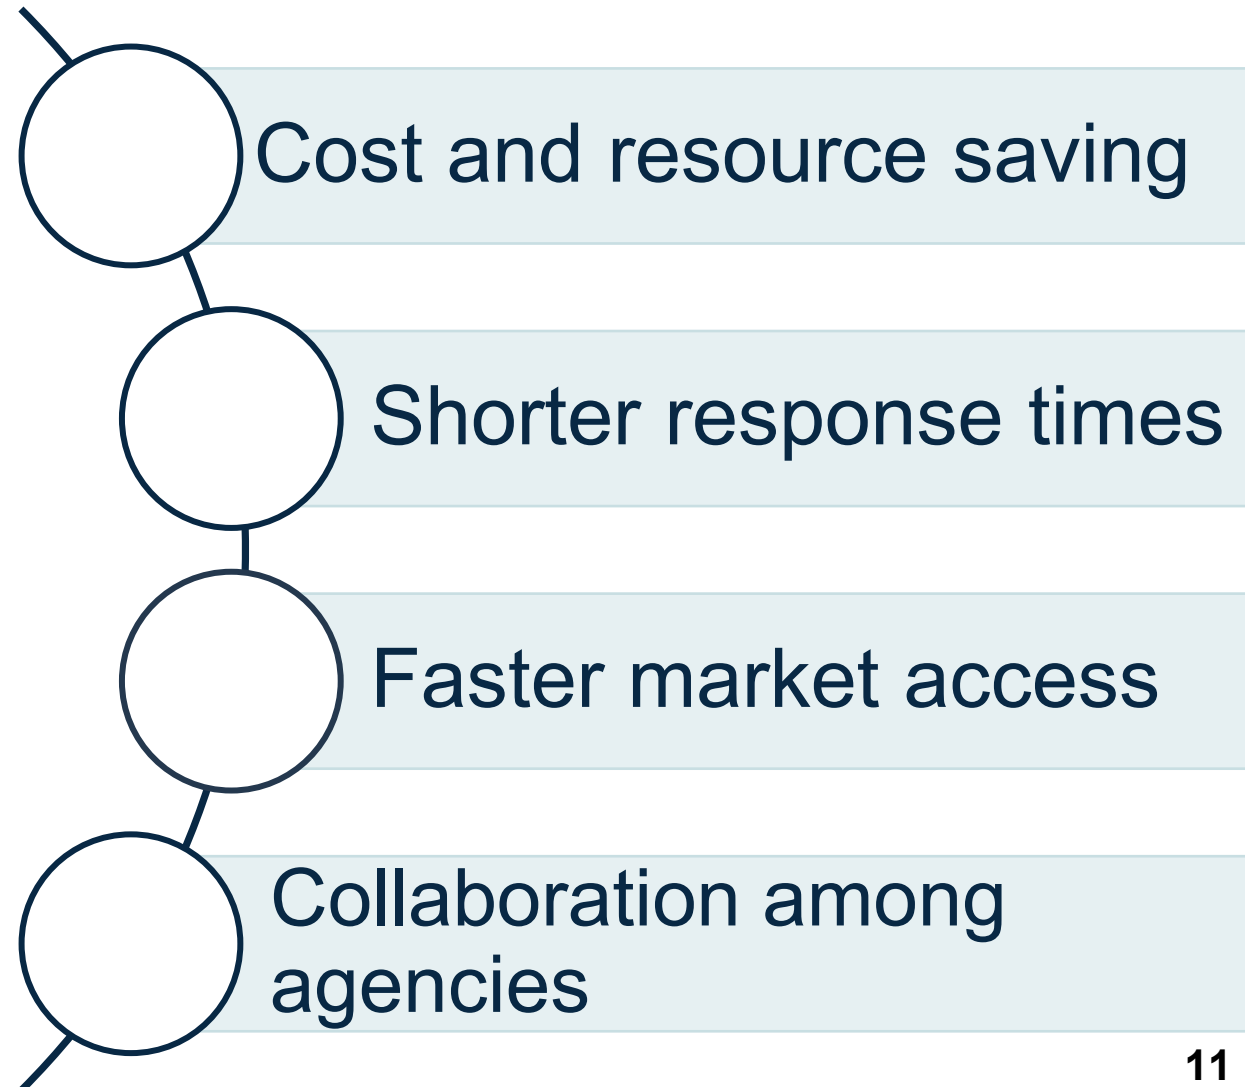 Cost and resource saving
Shorter response times
Faster market access
Collaboration among
agencies
11